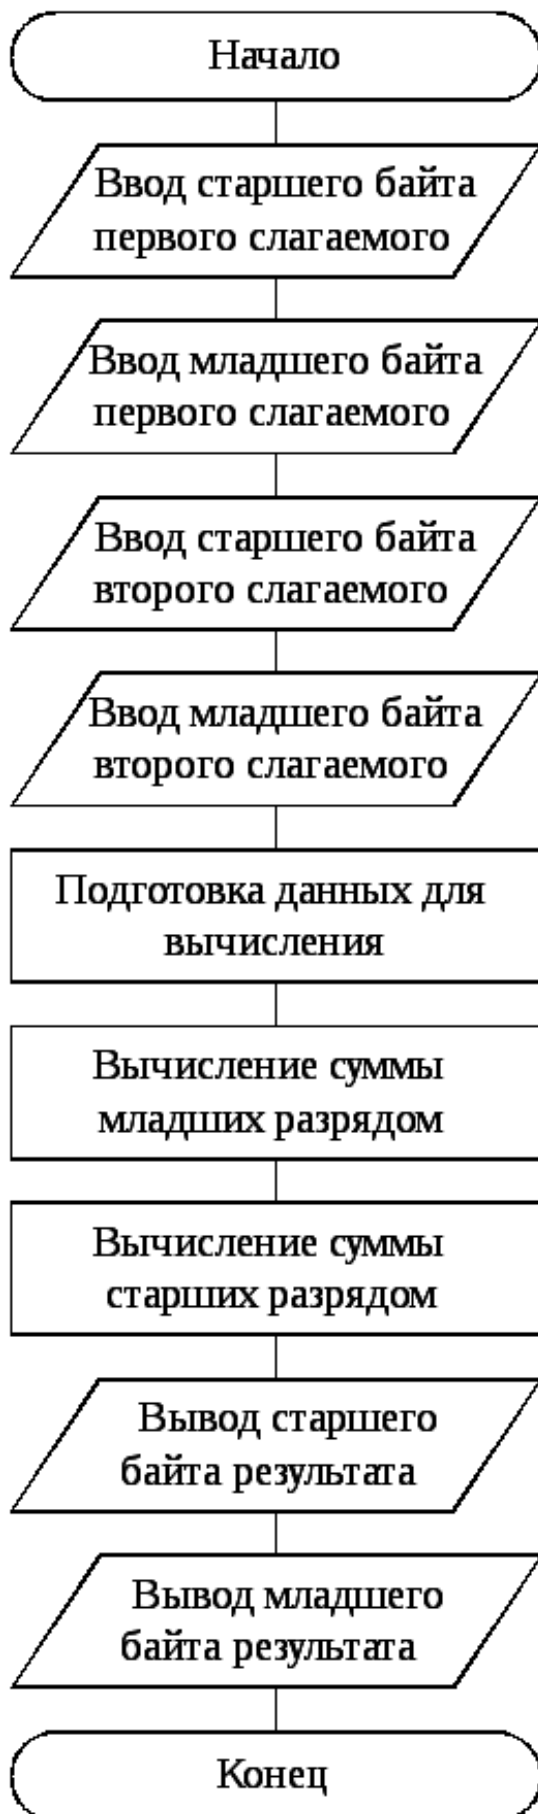 Начало
Ввод старшего байта
первого слагаемого
Ввод младшего байта
первого слагаемого
Ввод старшего байта
второго слагаемого
Ввод младшего байта
второго слагаемого
Подготовка данных для
вычисления
Вычисление суммы
младших разрядом
Вычисление суммы
старших разрядом
Вывод старшего
байта результата
Вывод младшего
байта результата
Конец